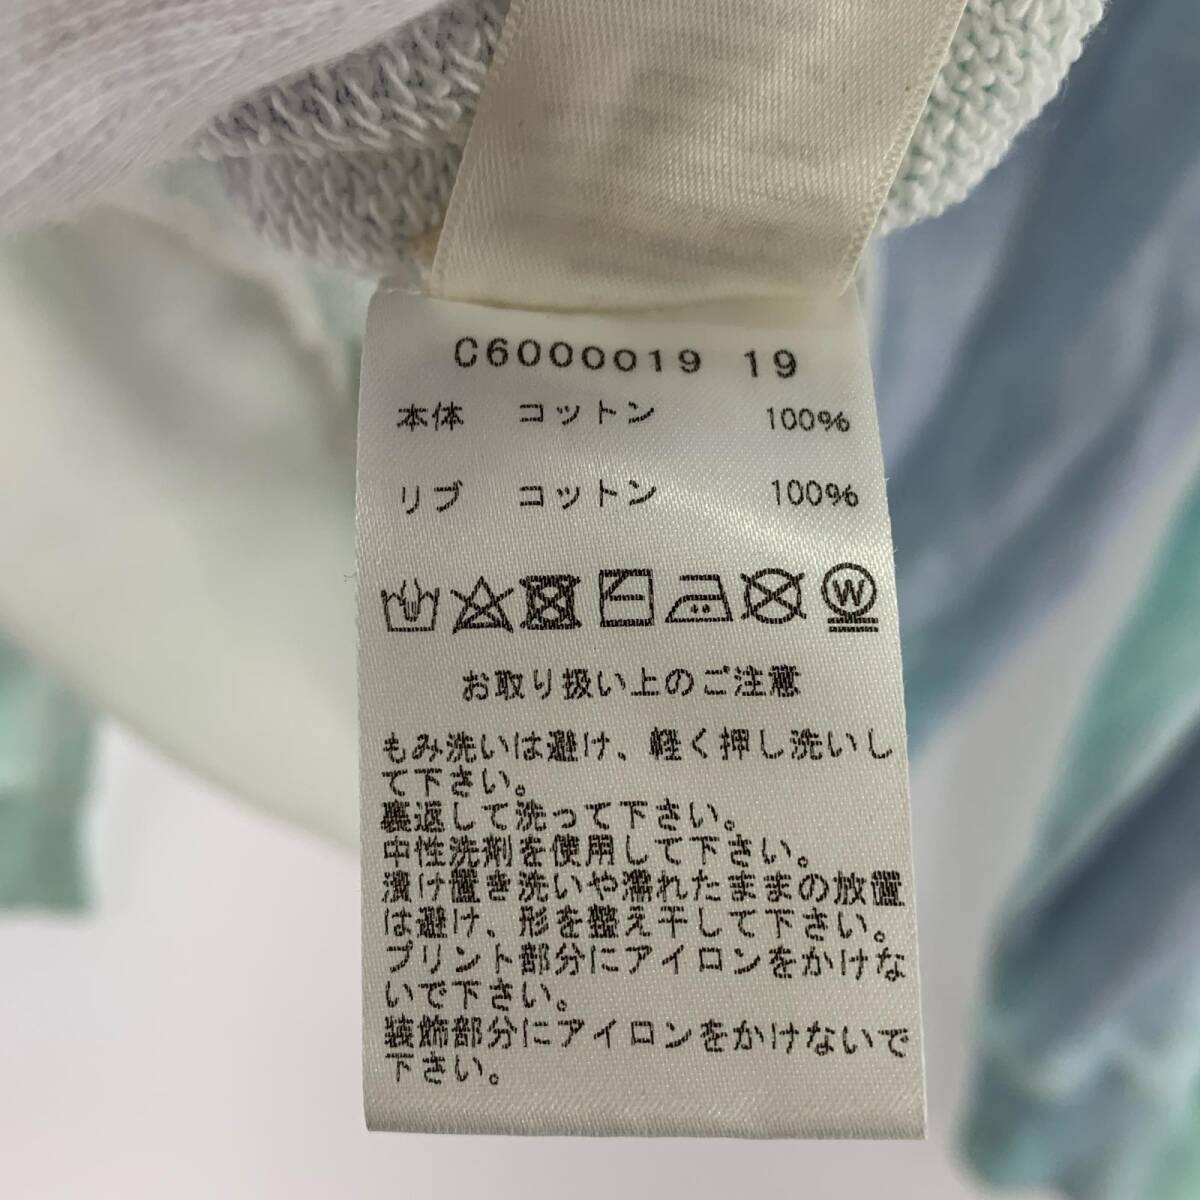 C6000019 19
本体 コットン 100%
リブ コットン 100%
W
お取り扱い上のご注意
もみ洗いは避け、軽く押し洗いし
て下さい。
裏返して洗って下さい。
中性洗剤を使用して下さい。
漬け置き洗いや濡れたままの放置
は避け、形を整え干して下さい。
プリント部分にアイロンをかけな
いで下さい。
装飾部分にアイロンをかけないで
下さい。